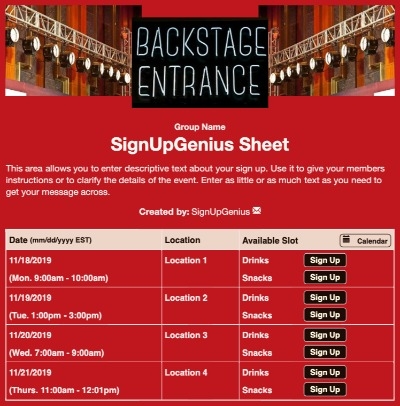 BACKSTAGE
ENTRANCE
Group Name
SignUpGenius Sheet
This area allows you to enter descriptive text about your sign up. Use it to give your members
instructions or to clarify the details of the event. Enter as little or as much text as you need to
get your message across.
Created by: SignUpGenius
Date (mm/dd/yyyy EST) Location Available Slot Calendar
11/18/2019 Location 1 Drinks Sign Up
(Mon. 9:00am - 10:00am) Snacks Sign Up
11/19/2019 Location 2 Drinks Sign Up
(Tue. 1:00pm - 3:00pm) Snacks Sign Up
11/20/2019 Location 3 Drinks Sign Up
(Wed. 7:00am - 9:00am) Snacks Sign Up
11/21/2019 Location 4 Drinks Sign Up
(Thurs. 11:00am - 12:01pm) Snacks Sign Up